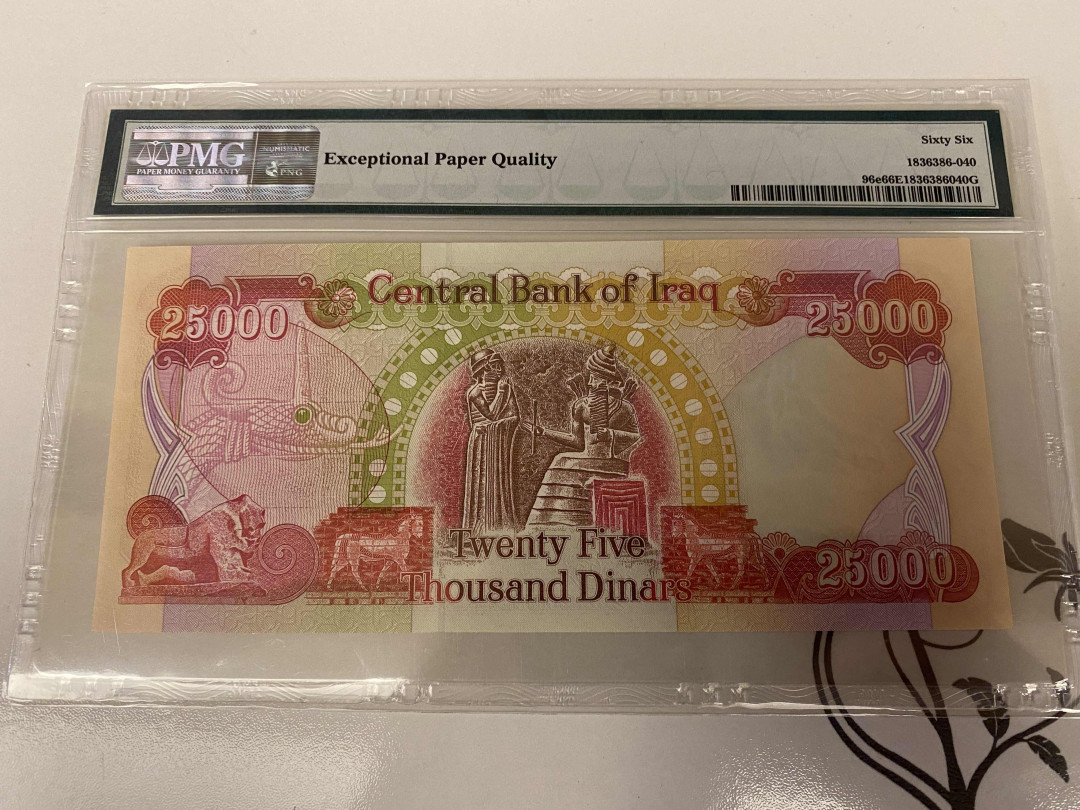 PMG
PAPER MONEY GUARANTY
NUMISMATIC
PNG
Exceptional Paper Quality
Sixty Six
1836386-040
96e66E1836386040G
Central Bank of Iraq
25000
25000
Twenty Five
Thousand Dinars
25000